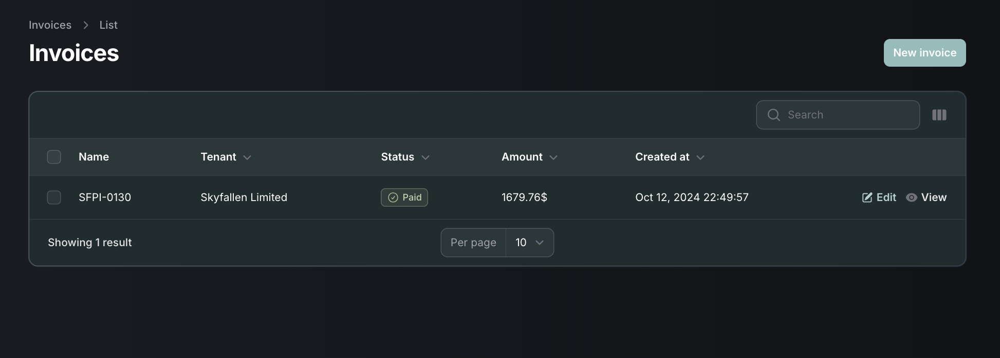 Invoices > List
Invoices
New invoice
Search
Name Tenant Status Amount Created at
SFPI-0130 Skyfallen Limited Paid 1679.76$ Oct 12, 2024 22:49:57 Edit View
Showing 1 result Per page 10